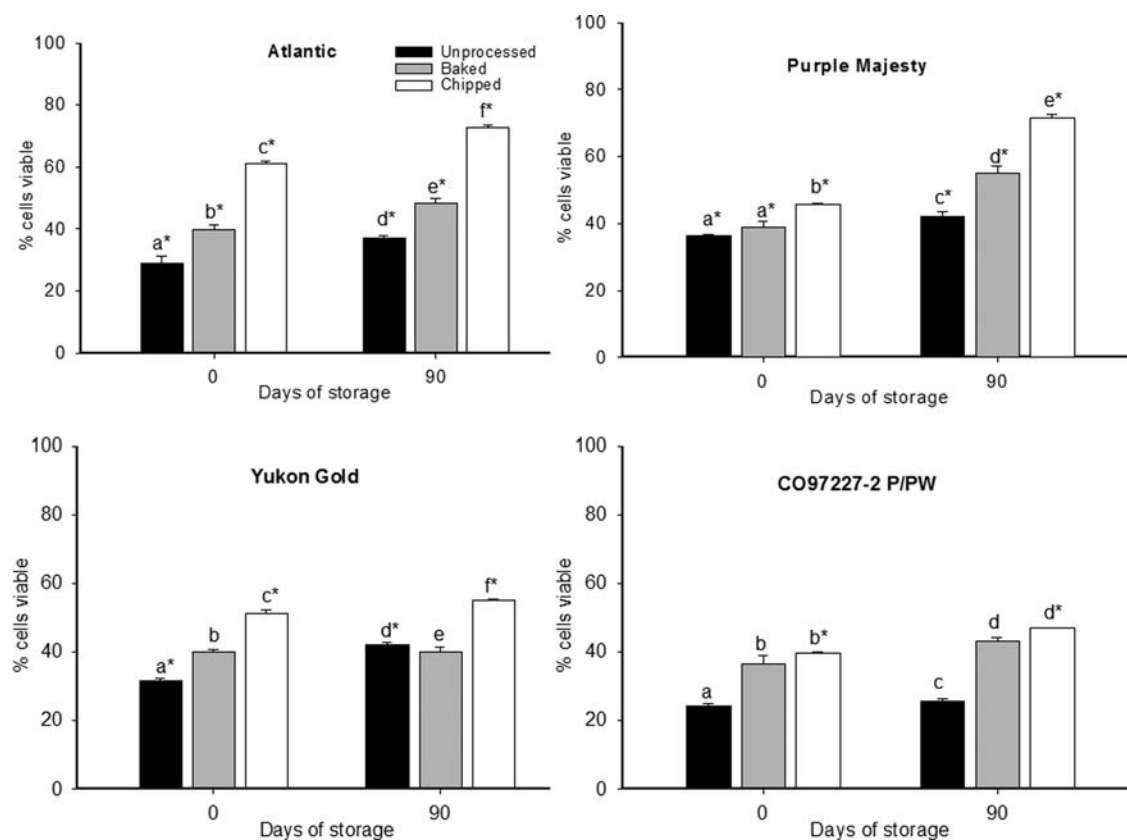 Atlantic
Unprocessed
Baked
Chipped
% cells viable
100
80
60
40
20
0
a*
b*
c*
d*
e*
f*
0
90
Days of storage
Purple Majesty
% cells viable
100
80
60
40
20
0
a*
a*
b*
c*
d*
e*
0
90
Days of storage
Yukon Gold
% cells viable
100
80
60
40
20
0
a*
b
c*
d*
e
f*
0
90
Days of storage
CO97227-2 P/PW
% cells viable
100
80
60
40
20
0
a
b
b*
c
d
d*
0
90
Days of storage